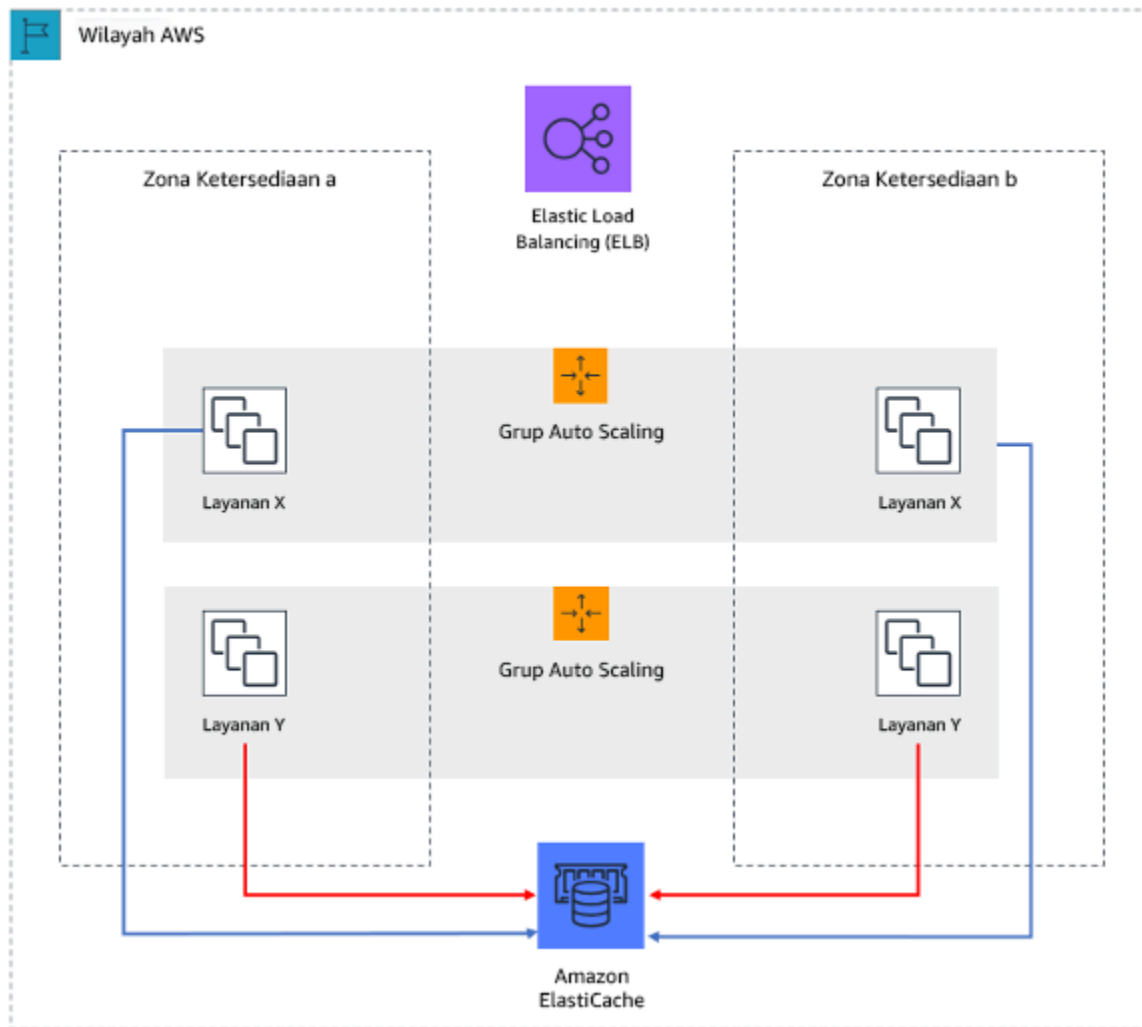 Wilayah AWS
Zona Ketersediaan a
Elastic Load
Balancing (ELB)
Zona Ketersediaan b
Grup Auto Scaling
Layanan X
Layanan X
Grup Auto Scaling
Layanan Y
Layanan Y
Amazon
ElastiCache